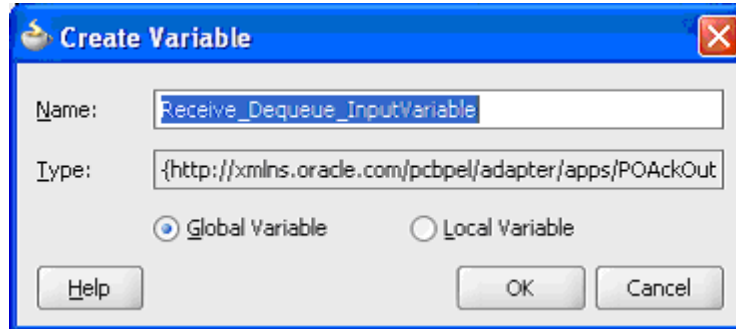 Create Variable
Name: Receive_Dequeue_InputVariable
Type: {http://xmlns.oracle.com/pcbpel/adapter/apps/POAckOut
Global Variable Local Variable
Help OK Cancel